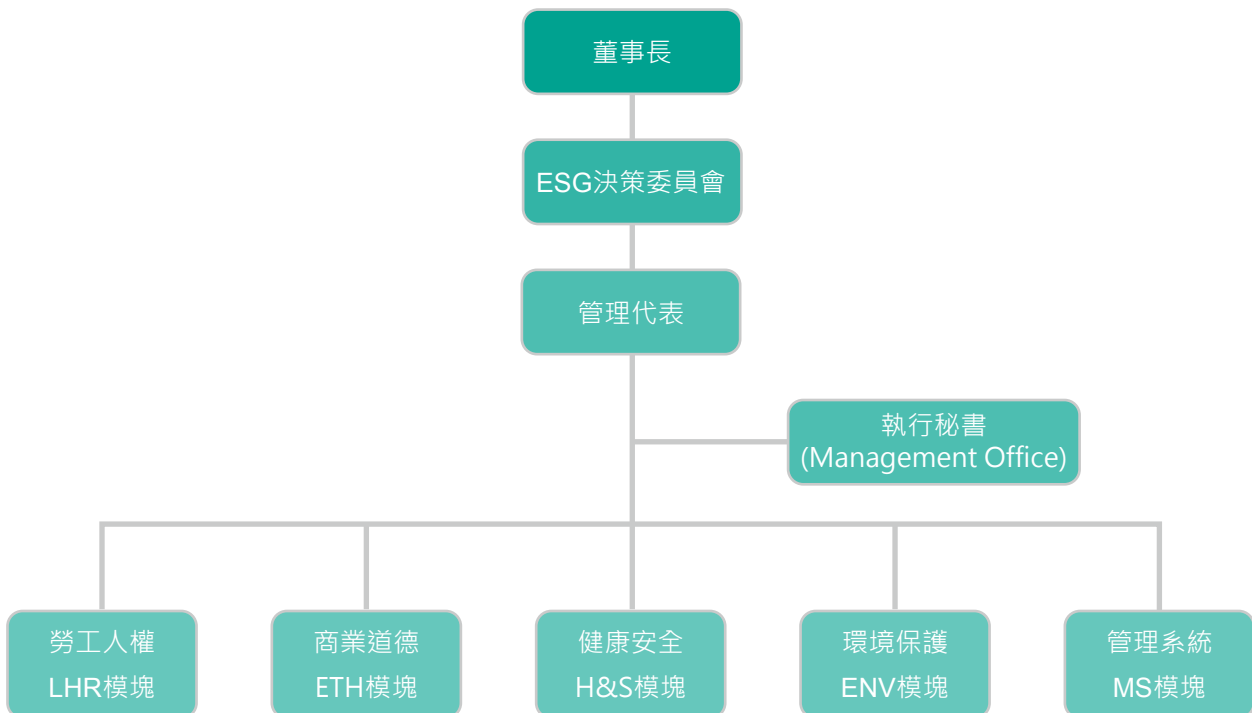 董事長
ESG決策委員會
管理代表
執行秘書
(Management Office)
勞工人權
LHR模塊
商業道德
ETH模塊
健康安全
H&S模塊
環境保護
ENV模塊
管理系統
MS模塊